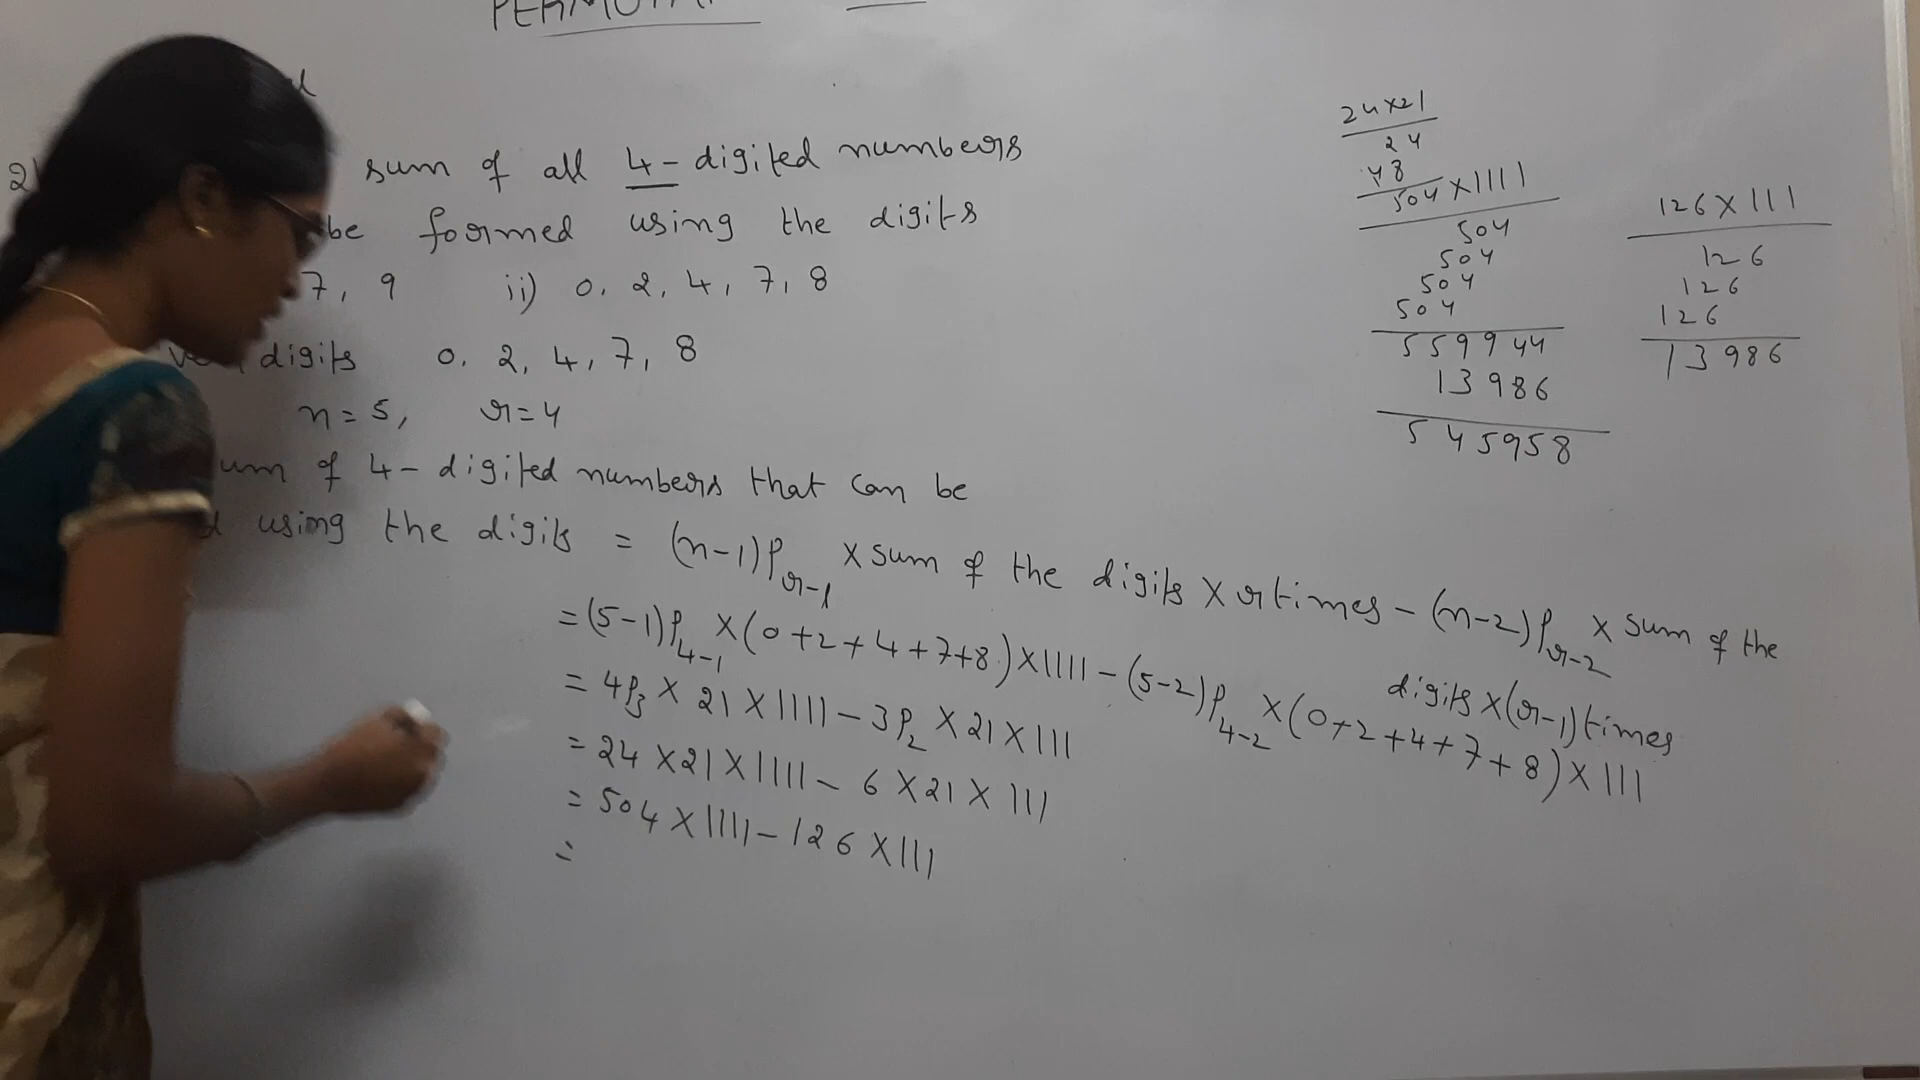 sum of all 4-digited numbers
be formed using the digits
7, 9 ii) 0, 2, 4, 7, 8
digits 0, 2, 4, 7, 8
n=5, r=4
um of 4-digited numbers that can be
d using the digits = (n-1)P r-1 × sum of the digits × r times - (n-2)P r-2 × sum of the
digits × (r-1) times
= (5-1)P 4-1 × (0+2+4+7+8) × 1111 - (5-2)P 4-2 × (0+2+4+7+8) × 111
= 4P3 × 21 × 1111 - 3P2 × 21 × 111
= 24 × 21 × 1111 - 6 × 21 × 111
= 504 × 1111 - 126 × 111
=
24×21
24
48
504 × 1111
504
504
504
504
559944
13986
545958
126 × 111
126
126
126
13986